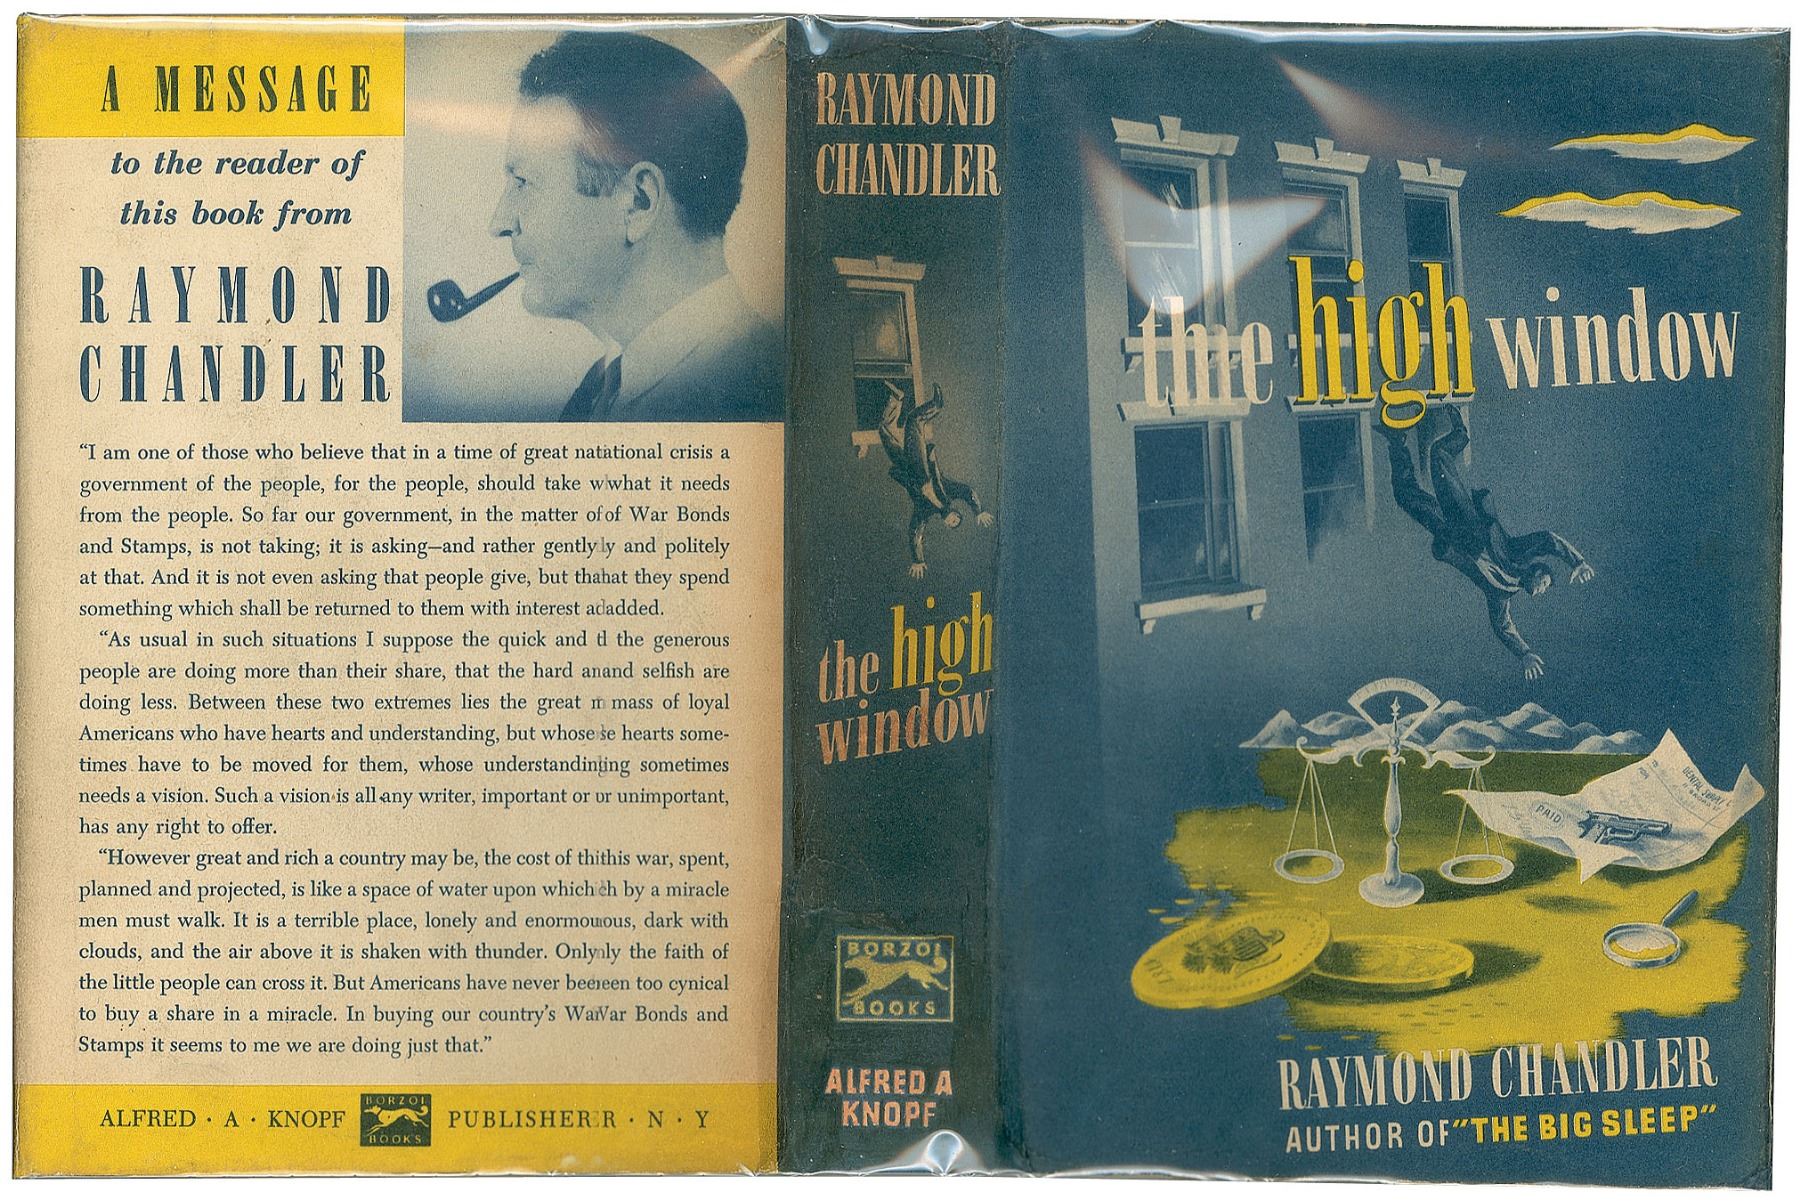 A MESSAGE
to the reader of
this book from
RAYMOND
CHANDLER
“I am one of those who believe that in a time of great natational crisis a
government of the people, for the people, should take wwhat it needs
from the people. So far our government, in the matter ofof War Bonds
and Stamps, is not taking; it is asking—and rather gentlyly and politely
at that. And it is not even asking that people give, but thahat they spend
something which shall be returned to them with interest adadded.
“As usual in such situations I suppose the quick and tl the generous
people are doing more than their share, that the hard anand selfish are
doing less. Between these two extremes lies the great m mass of loyal
Americans who have hearts and understanding, but whose se hearts some-
times have to be moved for them, whose understandinging sometimes
needs a vision. Such a vision is all any writer, important or or unimportant,
has any right to offer.
“However great and rich a country may be, the cost of thithis war, spent,
planned and projected, is like a space of water upon whichch by a miracle
men must walk. It is a terrible place, lonely and enormouous, dark with
clouds, and the air above it is shaken with thunder. Onlynly the faith of
the little people can cross it. But Americans have never beeeen too cynical
to buy a share in a miracle. In buying our country’s WarWar Bonds and
Stamps it seems to me we are doing just that.”
ALFRED · A · KNOPF
BORZOI
BOOKS
PUBLISHERR · N · Y
RAYMOND
CHANDLER
the high
window
BORZOI
BOOKS
ALFRED A
KNOPF
the high window
PAID
RAYMOND CHANDLER
AUTHOR OF "THE BIG SLEEP"